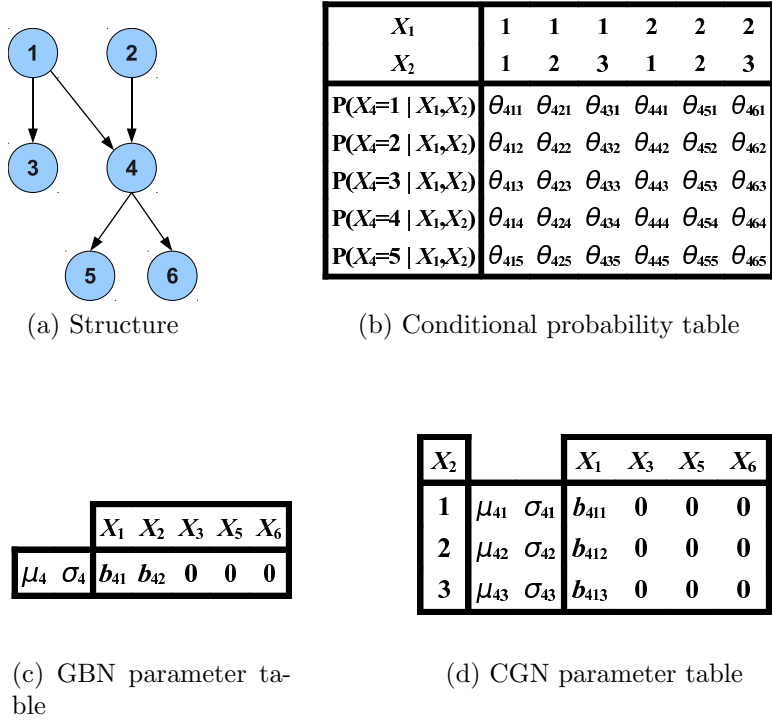 1 2
3 4
5 6
(a) Structure
X₁ 1 1 1 2 2 2
X₂ 1 2 3 1 2 3
P(X₄=1 | X₁,X₂) θ₄₁₁ θ₄₂₁ θ₄₃₁ θ₄₄₁ θ₄₅₁ θ₄₆₁
P(X₄=2 | X₁,X₂) θ₄₁₂ θ₄₂₂ θ₄₃₂ θ₄₄₂ θ₄₅₂ θ₄₆₂
P(X₄=3 | X₁,X₂) θ₄₁₃ θ₄₂₃ θ₄₃₃ θ₄₄₃ θ₄₅₃ θ₄₆₃
P(X₄=4 | X₁,X₂) θ₄₁₄ θ₄₂₄ θ₄₃₄ θ₄₄₄ θ₄₅₄ θ₄₆₄
P(X₄=5 | X₁,X₂) θ₄₁₅ θ₄₂₅ θ₄₃₅ θ₄₄₅ θ₄₅₅ θ₄₆₅
(b) Conditional probability table
X₁ X₂ X₃ X₅ X₆
μ₄ σ₄ b₄₁ b₄₂ 0 0 0
(c) GBN parameter ta-
ble
X₂ X₁ X₃ X₅ X₆
1 μ₄₁ σ₄₁ b₄₁₁ 0 0 0
2 μ₄₂ σ₄₂ b₄₁₂ 0 0 0
3 μ₄₃ σ₄₃ b₄₁₃ 0 0 0
(d) CGN parameter table